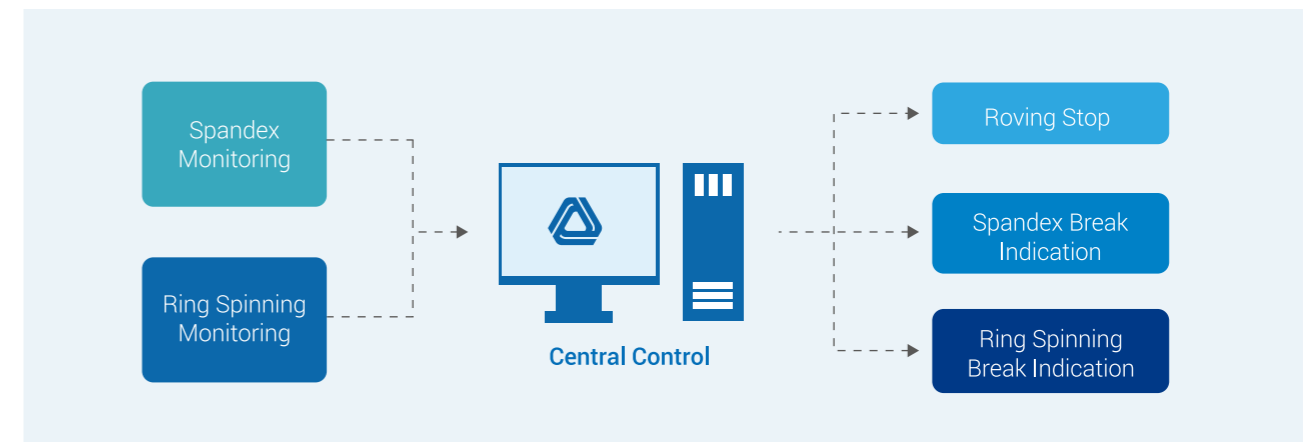 Spandex
Monitoring
Ring Spinning
Monitoring
Central Control
Roving Stop
Spandex Break
Indication
Ring Spinning
Break Indication